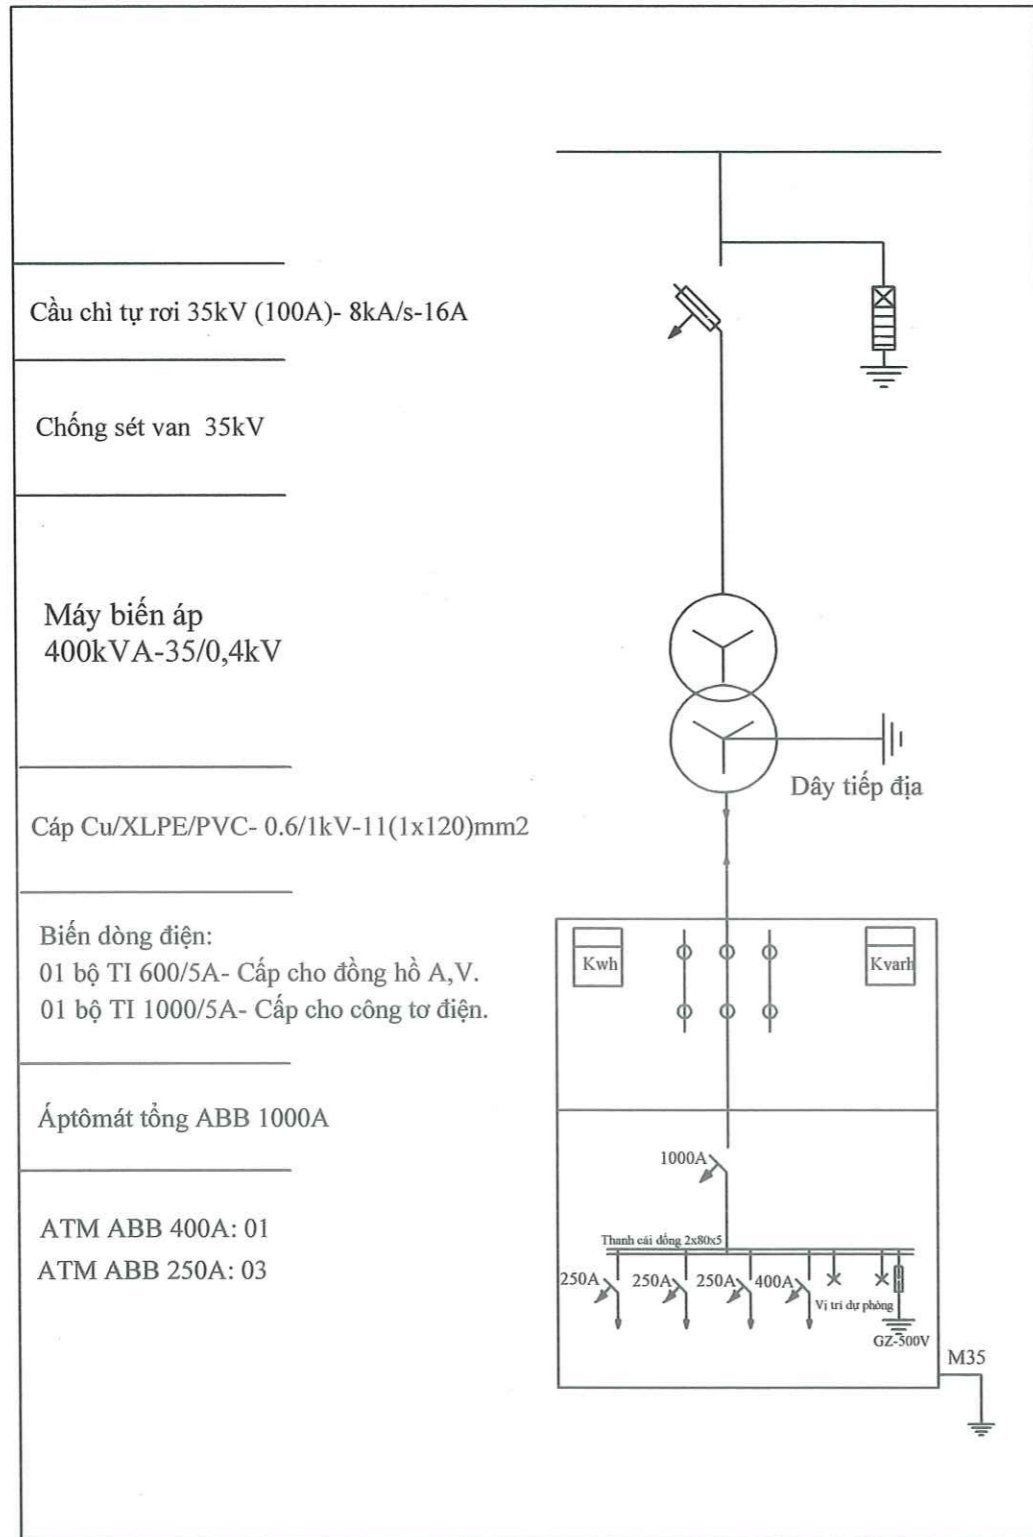 Cầu chì tự rơi 35kV (100A)- 8kA/s-16A
Chống sét van 35kV
Máy biến áp
400kVA-35/0,4kV
Dây tiếp địa
Cáp Cu/XLPE/PVC- 0.6/1kV-11(1x120)mm2
Biến dòng điện:
01 bộ TI 600/5A- Cấp cho đồng hồ A,V.
01 bộ TI 1000/5A- Cấp cho công tơ điện.
Kwh
Kvarh
Áptômát tổng ABB 1000A
1000A
ATM ABB 400A: 01
ATM ABB 250A: 03
Thanh cái đồng 2x80x5
250A
250A
250A
400A
Vị trí dự phòng
GZ-500V
M35